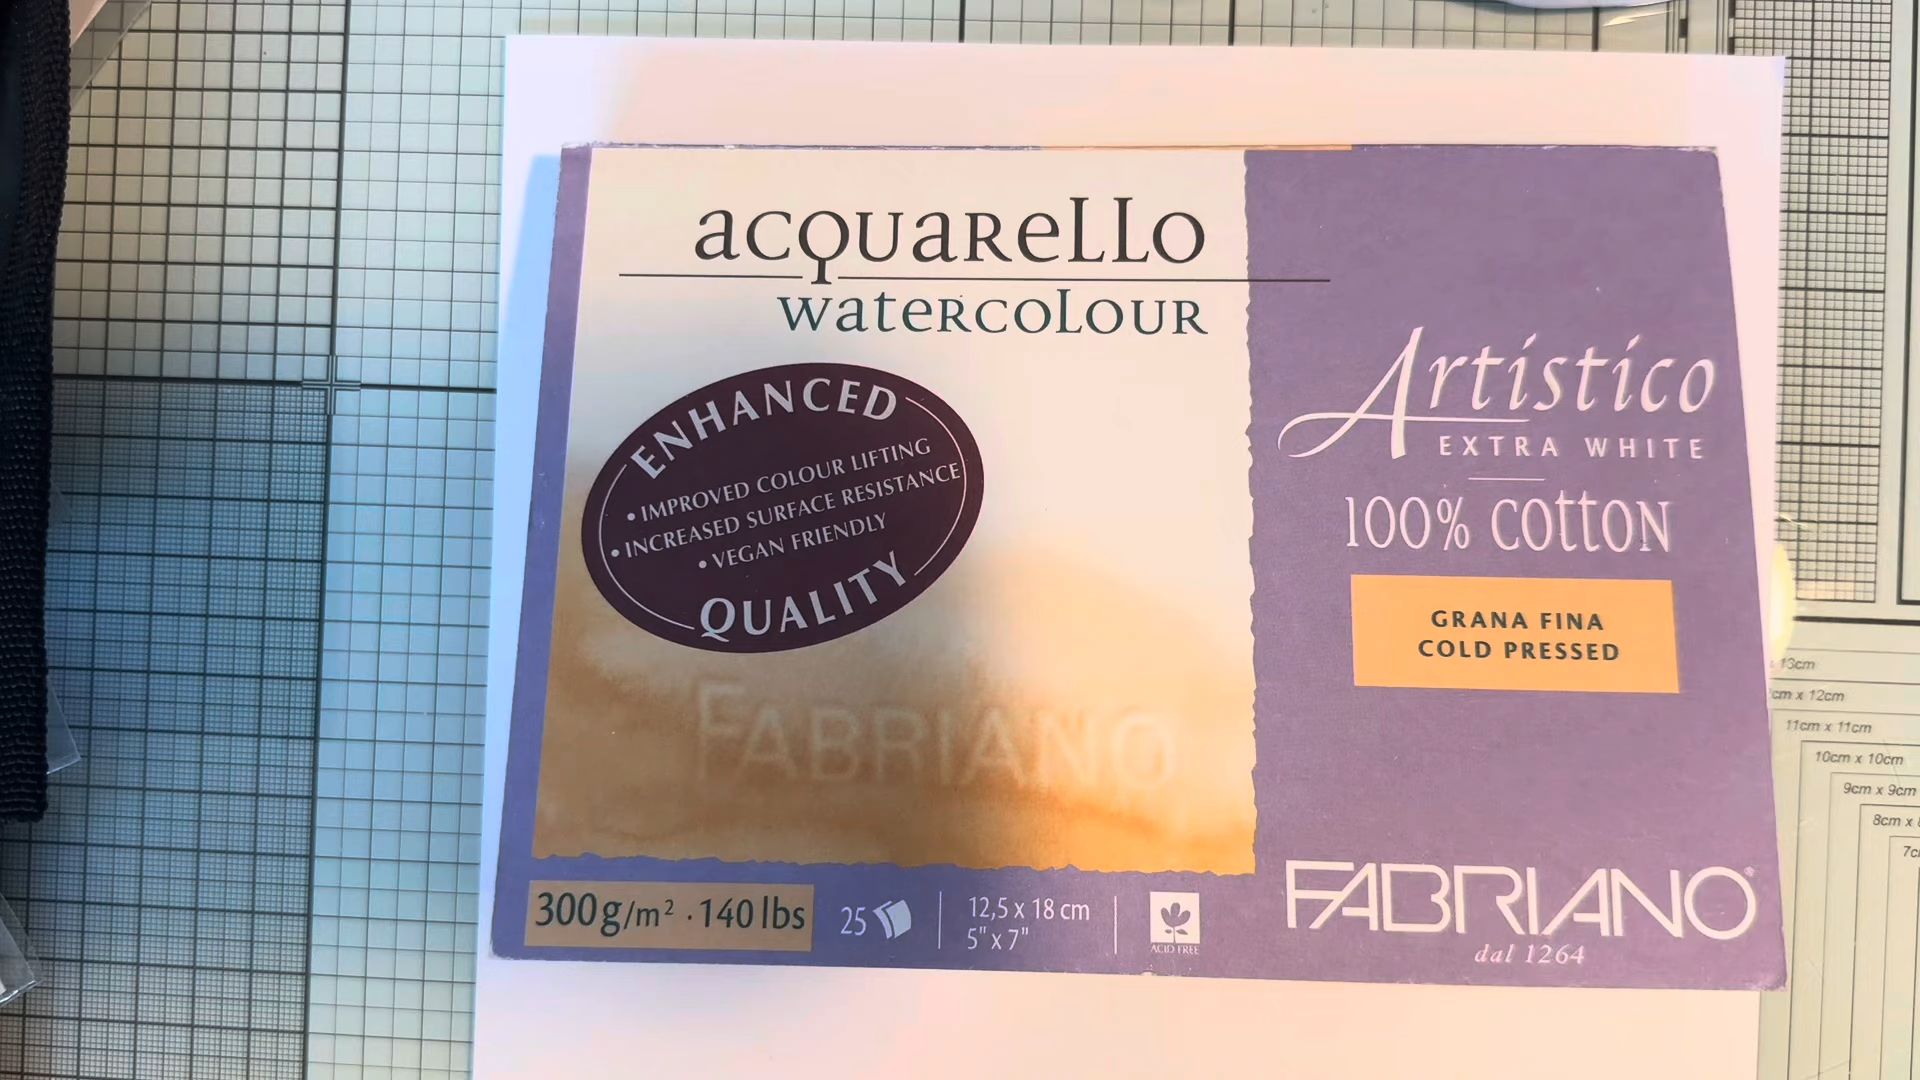 acquarello
watercolour
ENHANCED
• IMPROVED COLOUR LIFTING
• INCREASED SURFACE RESISTANCE
• VEGAN FRIENDLY
QUALITY
FABRIANO
Artistico
EXTRA WHITE
100% COTTON
GRANA FINA
COLD PRESSED
300g/m² · 140lbs
25
12,5 x 18 cm
5" x 7"
ACID FREE
FABRIANO®
dal 1264
13cm
cm x 12cm
11cm x 11cm
10cm x 10cm
9cm x 9cm
8cm x